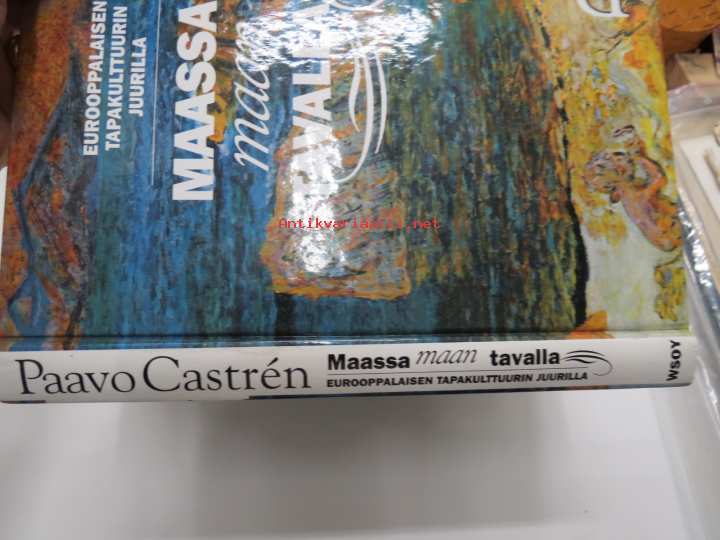 EUROOPPALAISEN
TAPAKULTTUURIN
JUURILLA
MAASSA
maan
TAVALLA
Antikvariaatti.net
Paavo Castrén
Maassa maan tavalla
EUROOPPALAISEN TAPAKULTTUURIN JUURILLA
WSOY